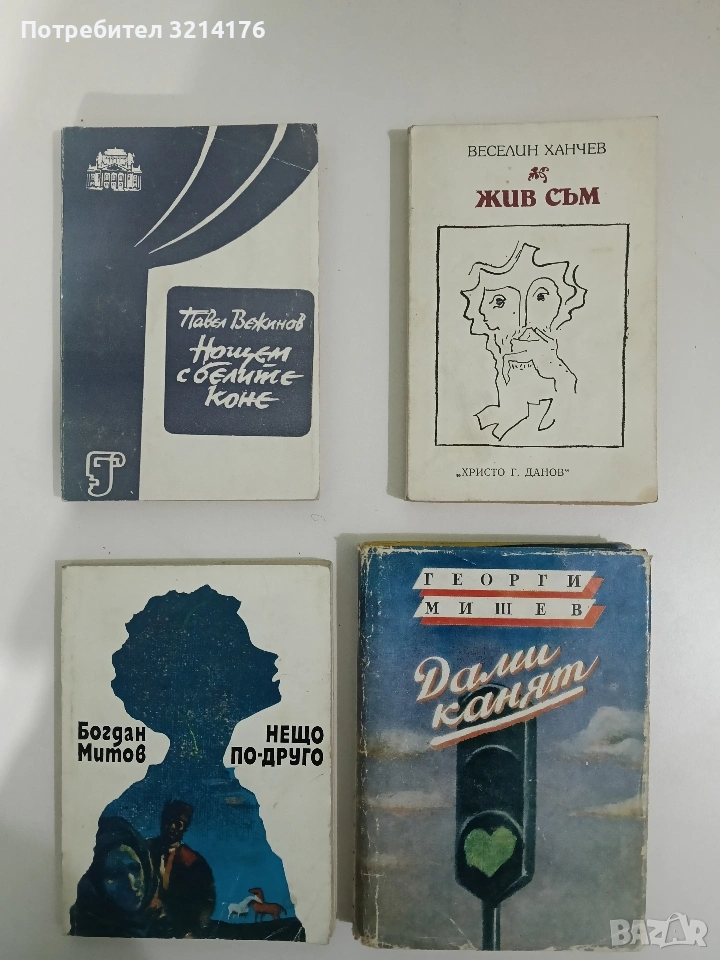 Потребител 3214176
Павел Вежинов
Нощем
с белите
коне
ВЕСЕЛИН ХАНЧЕВ
ЖИВ СЪМ
„ХРИСТО Г. ДАНОВ"
Богдан
Митов
НЕЩО
ПО-ДРУГО
ГЕОРГИ
МИШЕВ
Дами
канят
BAZAR